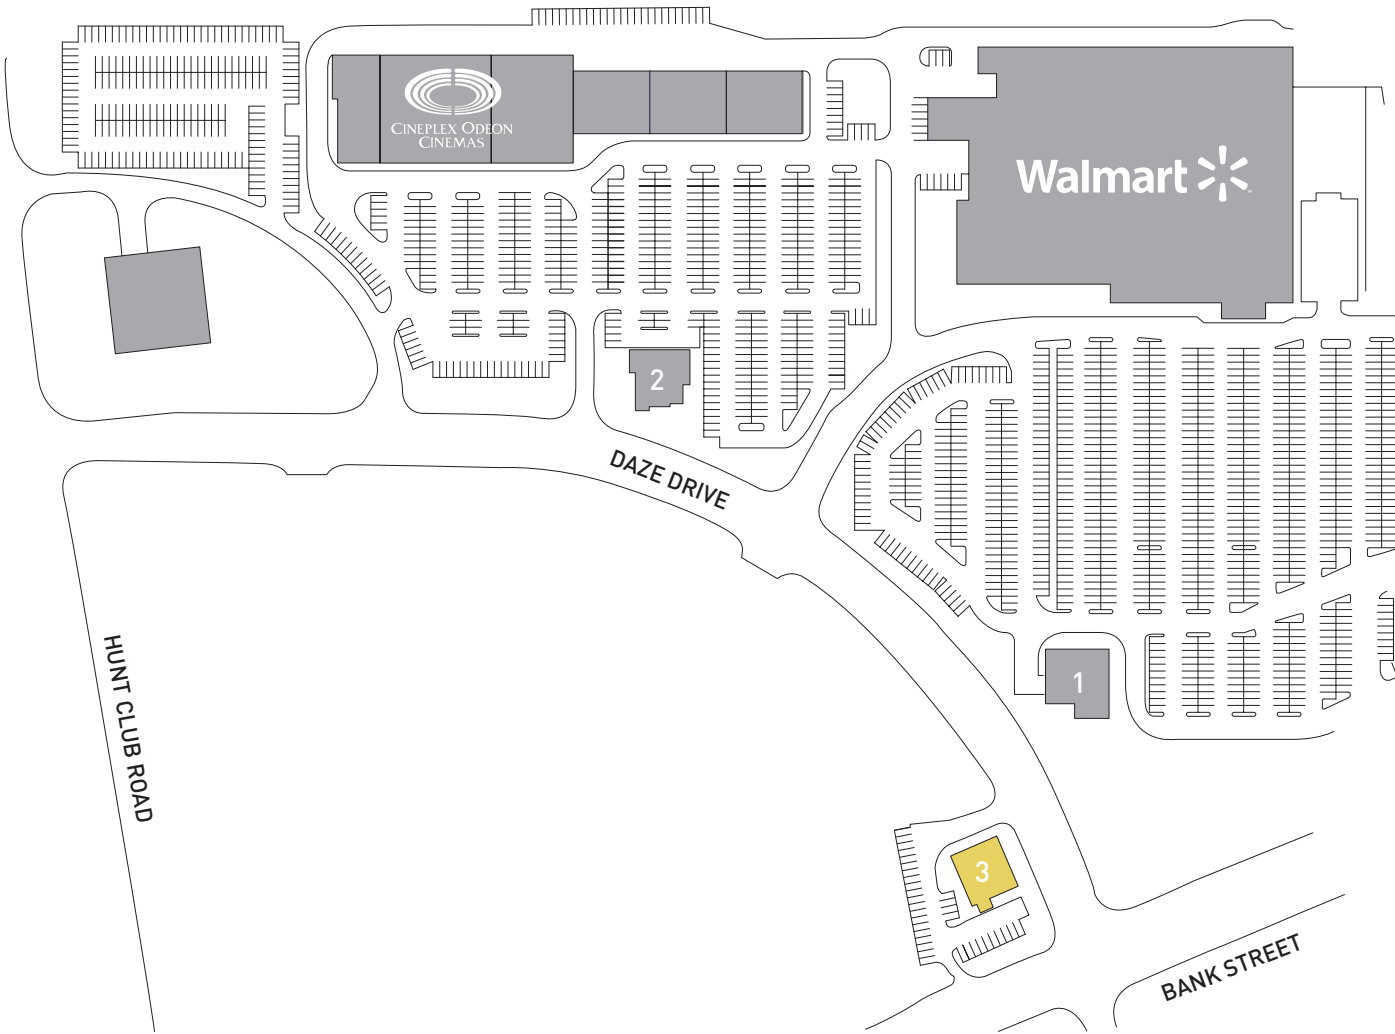 CINEPLEX ODEON
CINEMAS
Walmart
2
DAZE DRIVE
HUNT CLUB ROAD
1
3
BANK STREET